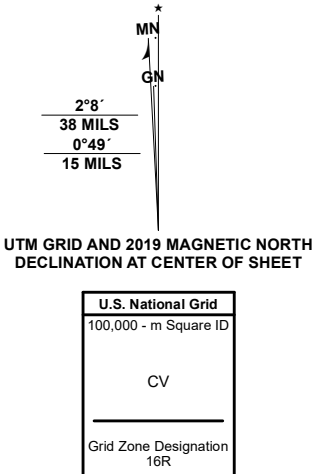 MN
GN
2°8´
38 MILS
0°49´
15 MILS
UTM GRID AND 2019 MAGNETIC NORTH
DECLINATION AT CENTER OF SHEET
U.S. National Grid
100,000 - m Square ID
CV
Grid Zone Designation
16R